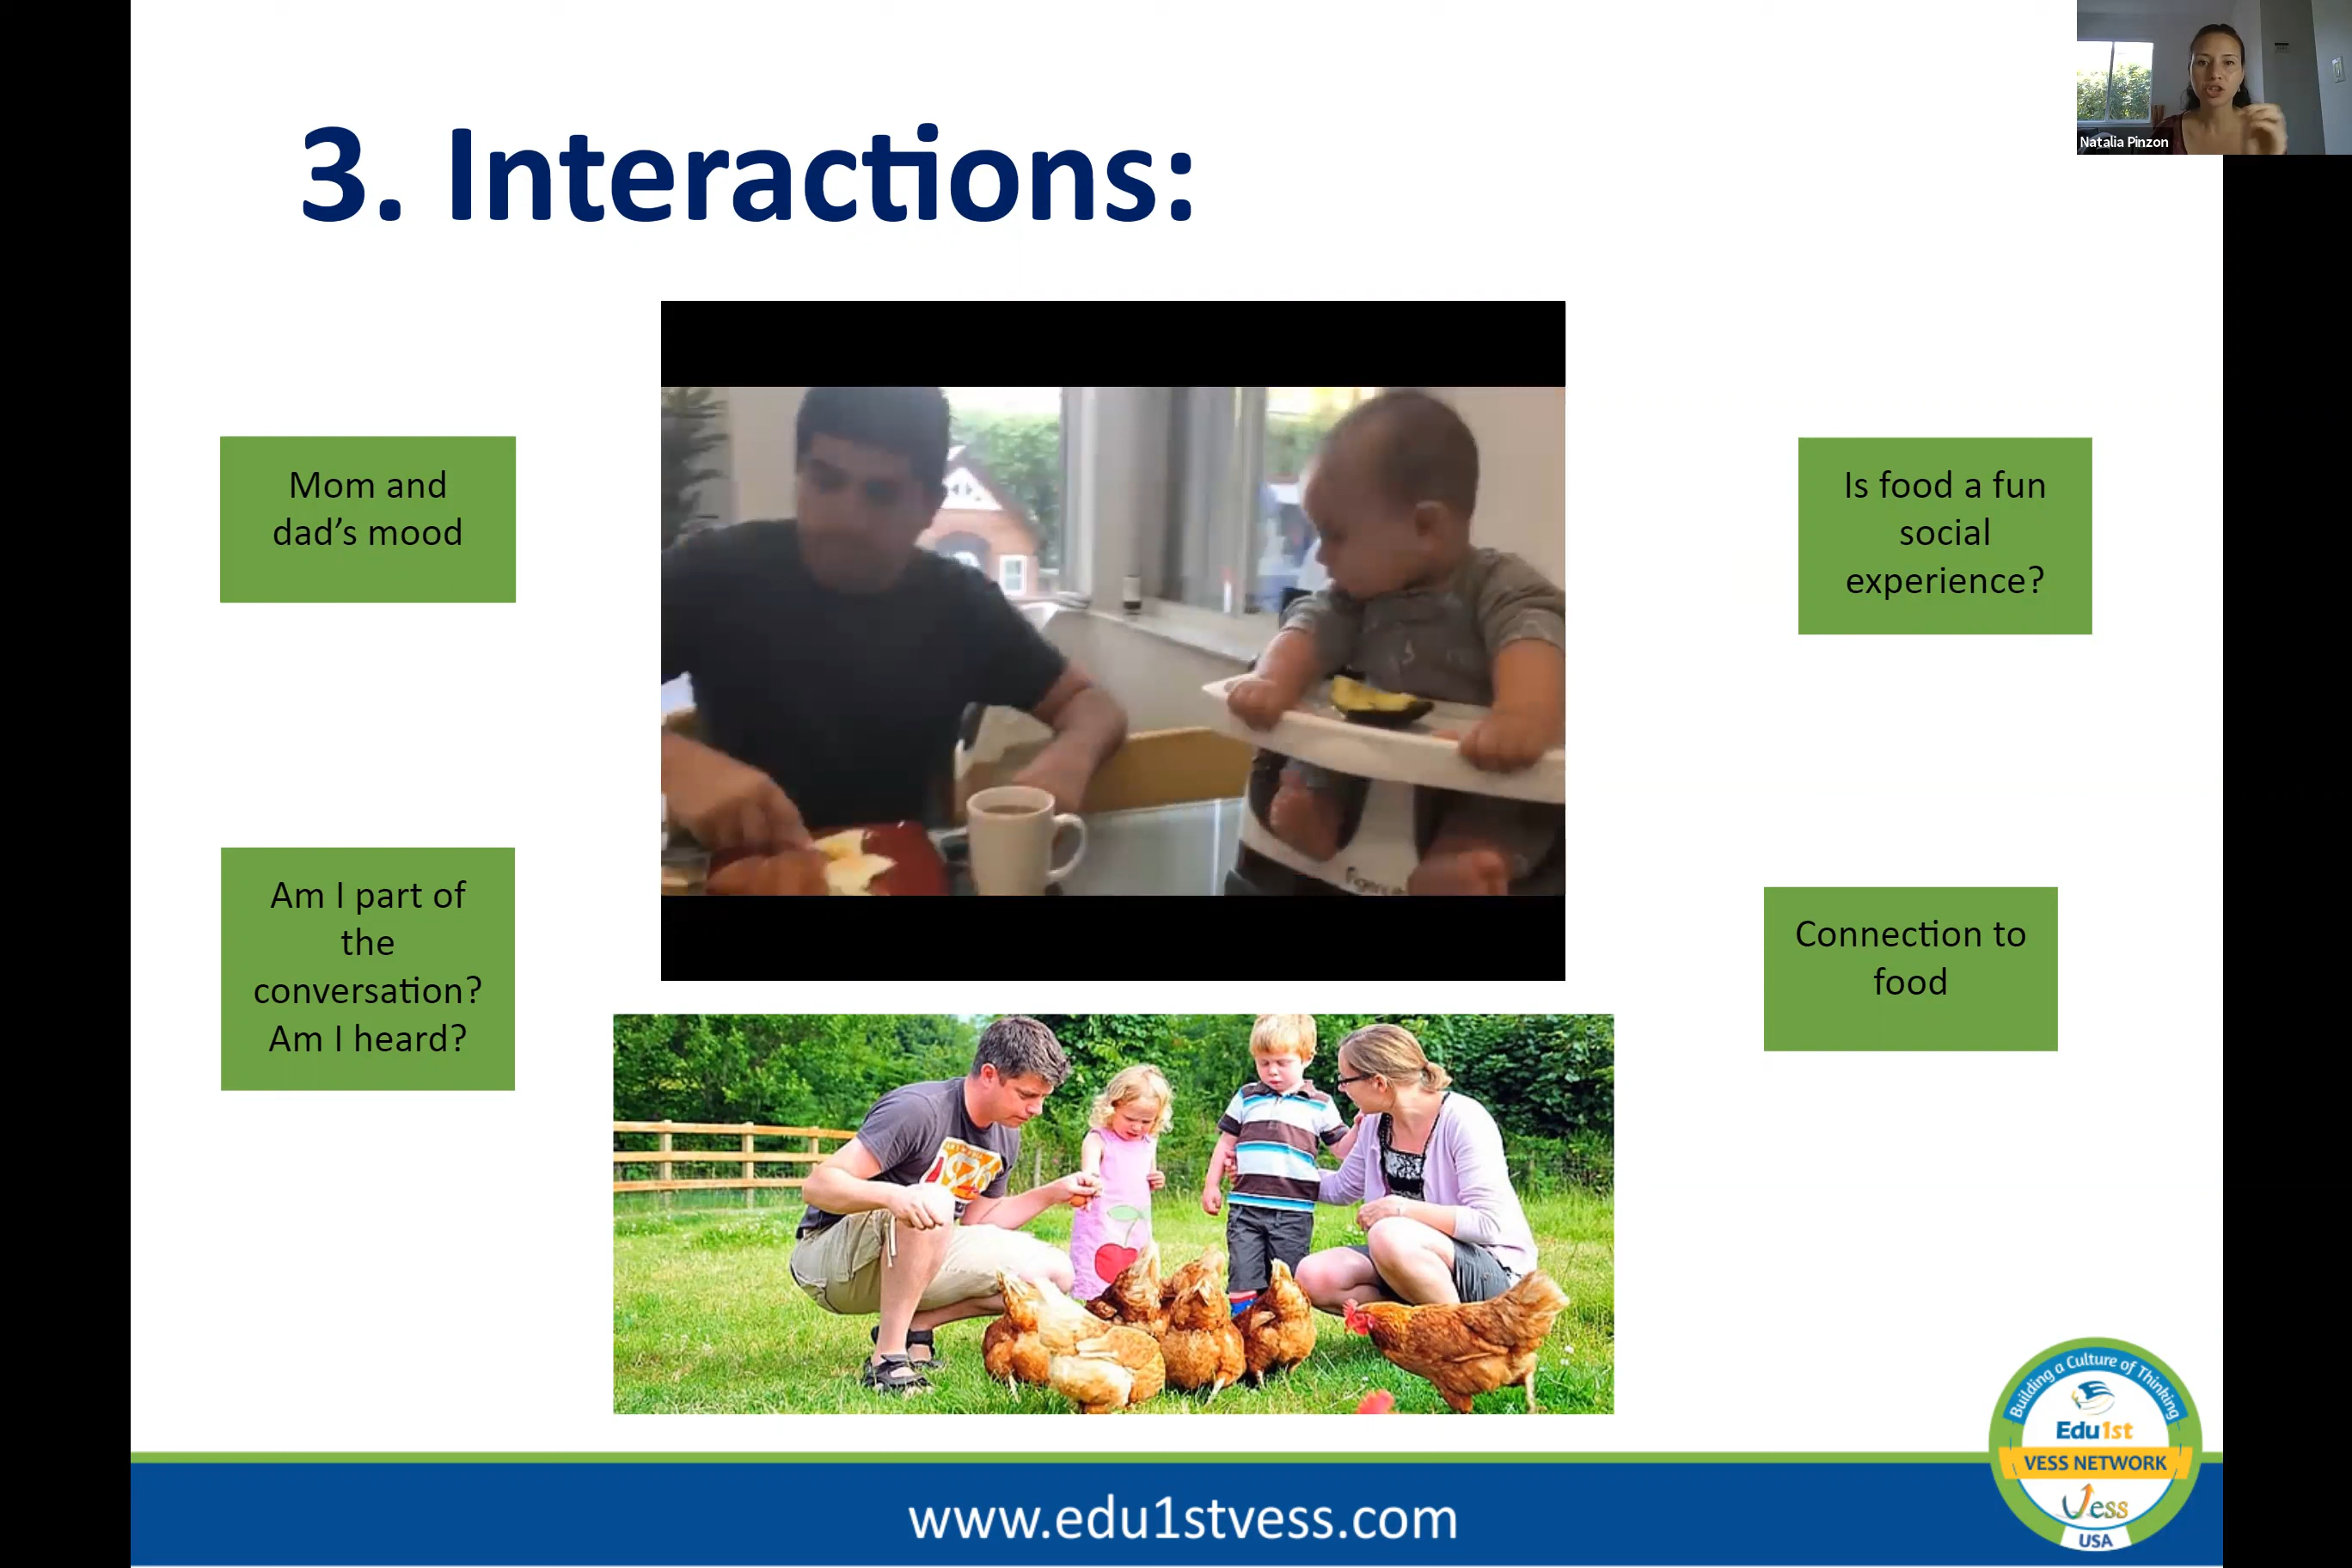 3. Interactions:
Natalia Pinzon
Mom and
dad's mood
Is food a fun
social
experience?
Am I part of
the
conversation?
Am I heard?
Connection to
food
Building a Culture of Thinking
Edu1st
VESS NETWORK
Vess
USA
www.edu1stvess.com